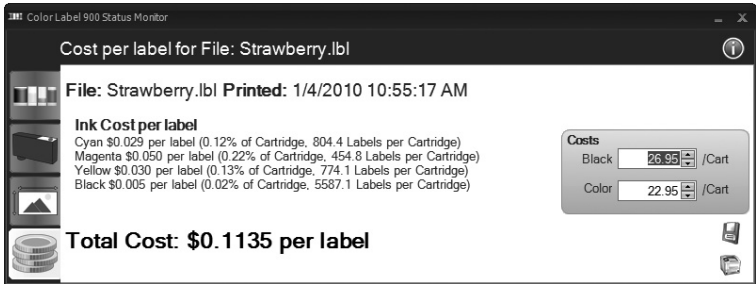 Color Label 900 Status Monitor
Cost per label for File: Strawberry.lbl
File: Strawberry.lbl Printed: 1/4/2010 10:55:17 AM
Ink Cost per label
Cyan $0.029 per label (0.12% of Cartridge, 804.4 Labels per Cartridge)
Magenta $0.050 per label (0.22% of Cartridge, 454.8 Labels per Cartridge)
Yellow $0.030 per label (0.13% of Cartridge, 774.1 Labels per Cartridge)
Black $0.005 per label (0.02% of Cartridge, 5587.1 Labels per Cartridge)
Costs
Black 26.95 /Cart
Color 22.95 /Cart
Total Cost: $0.1135 per label